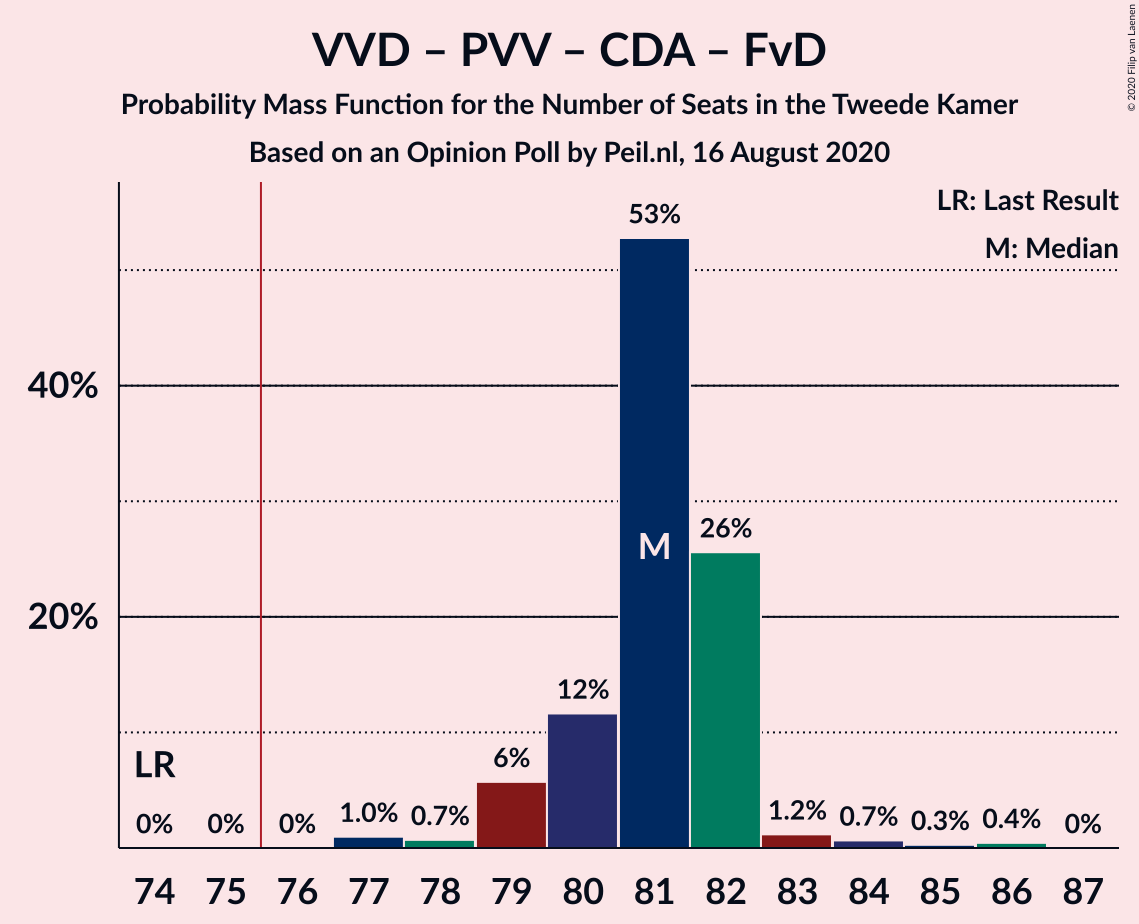 VVD – PVV – CDA – FvD
Probability Mass Function for the Number of Seats in the Tweede Kamer
Based on an Opinion Poll by Peil.nl, 16 August 2020
© 2020 Filip van Laenen
LR: Last Result
M: Median
53%
40%
M
26%
20%
12%
LR
6%
0% 0% 0% 1.0% 0.7% 1.2% 0.7% 0.3% 0.4% 0%
74 75 76 77 78 79 80 81 82 83 84 85 86 87